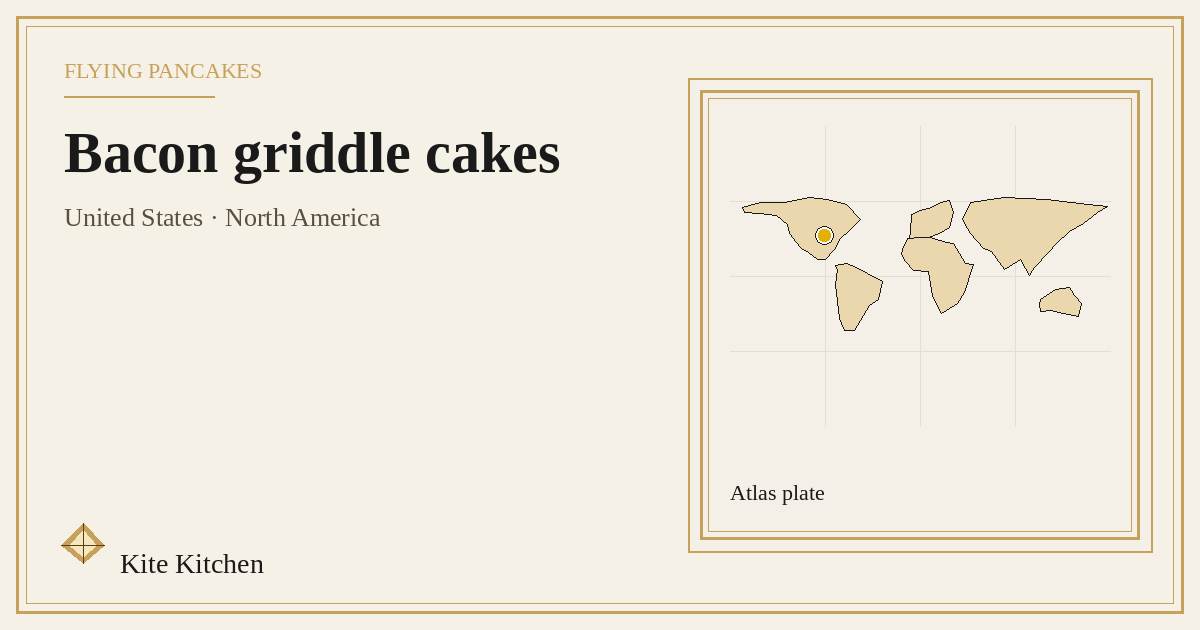 FLYING PANCAKES
Bacon griddle cakes
United States · North America
Atlas plate
Kite Kitchen